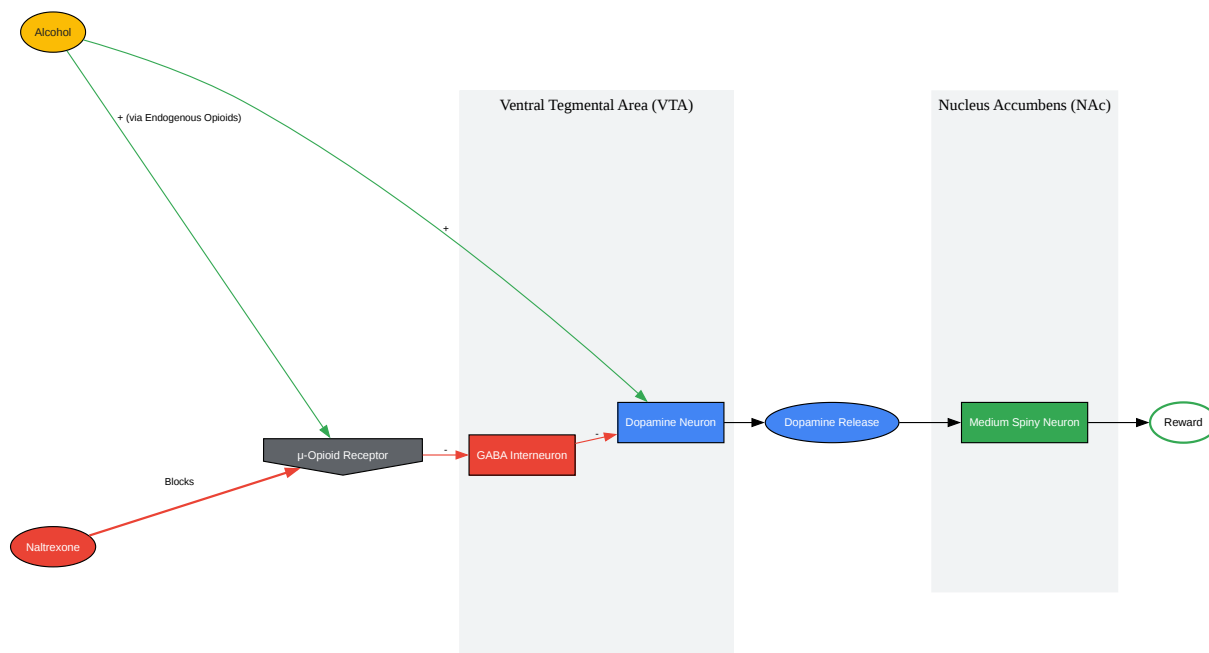 Alcohol
Ventral Tegmental Area (VTA)
Nucleus Accumbens (NAc)
+ (via Endogenous Opioids)
+
Dopamine Neuron
Dopamine Release
Medium Spiny Neuron
Reward
-
μ-Opioid Receptor
-
GABA Interneuron
Blocks
Naltrexone